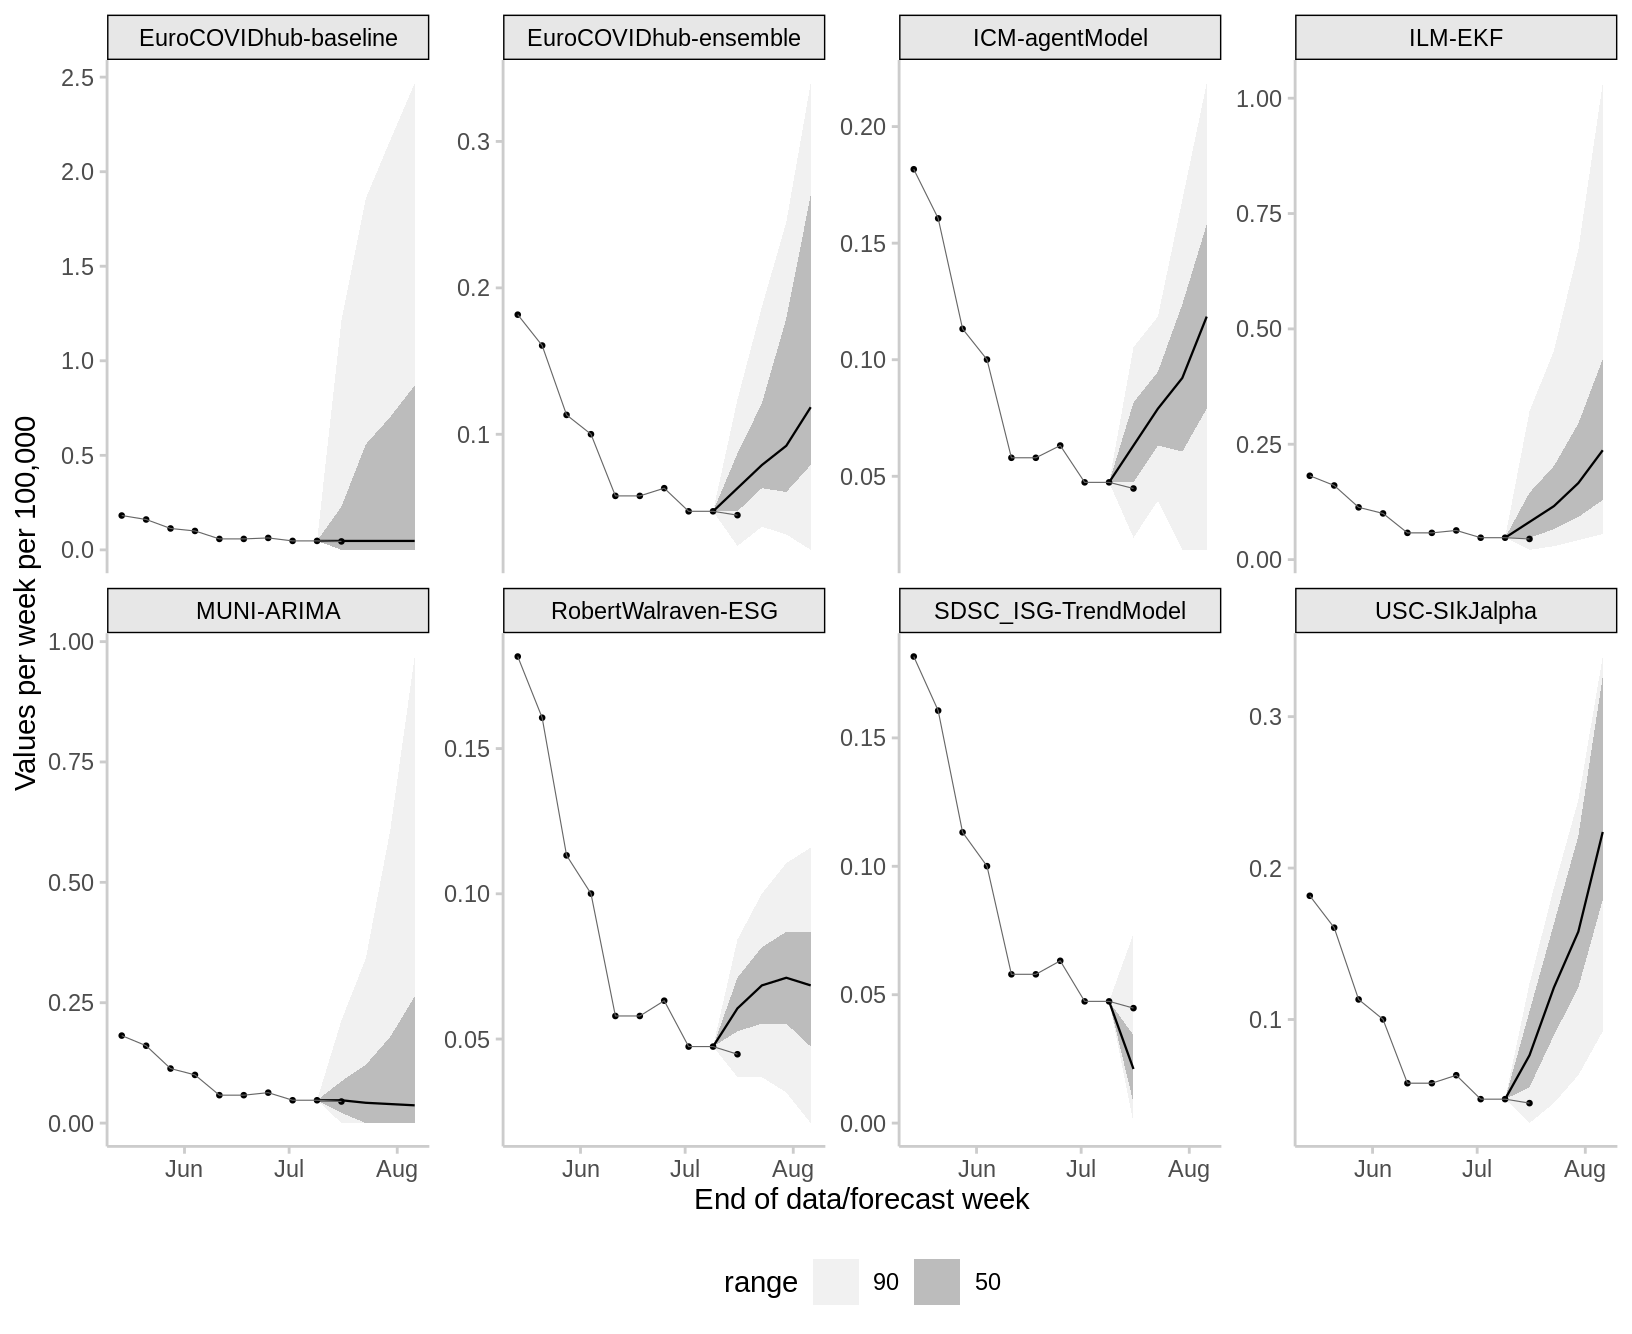 EuroCOVIDhub-baseline
EuroCOVIDhub-ensemble
ICM-agentModel
ILM-EKF
2.5
2.0
1.5
1.0
0.5
0.0
0.3
0.2
0.1
0.20
0.15
0.10
0.05
1.00
0.75
0.50
0.25
0.00
Values per week per 100,000
MUNI-ARIMA
RobertWalraven-ESG
SDSC_ISG-TrendModel
USC-SIkJalpha
1.00
0.75
0.50
0.25
0.00
0.15
0.10
0.05
0.15
0.10
0.05
0.00
0.3
0.2
0.1
Jun Jul Aug
Jun Jul Aug
Jun Jul Aug
Jun Jul Aug
End of data/forecast week
range 90 50